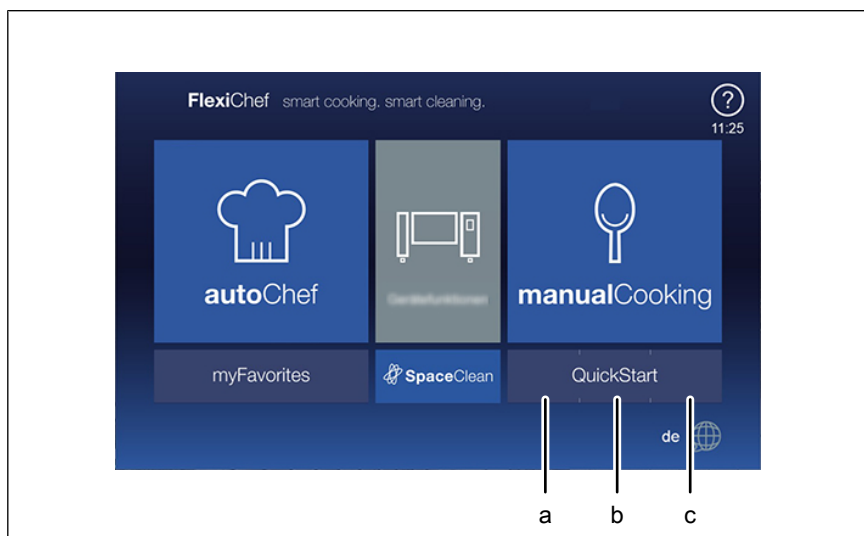 FlexiChef smart cooking. smart cleaning.
?
11:25
autoChef
manualCooking
myFavorites
SpaceClean
QuickStart
de
a b c